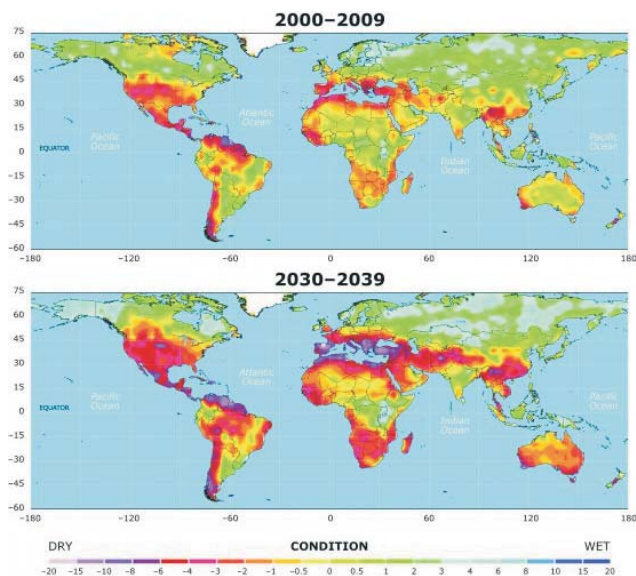 2000–2009
75
60
45
30
15
0
−15
−30
−45
−60
EQUATOR
Pacific
Ocean
Atlantic
Ocean
Indian
Ocean
Pacific
Ocean
−180 −120 −60 0 60 120 180
2030–2039
75
60
45
30
15
0
−15
−30
−45
−60
EQUATOR
Pacific
Ocean
Atlantic
Ocean
Indian
Ocean
Pacific
Ocean
−180 −120 −60 0 60 120 180
DRY CONDITION WET
−20 −15 −10 −8 −6 −4 −3 −2 −1 −0.5 0 0.5 1 2 3 4 6 8 10 15 20